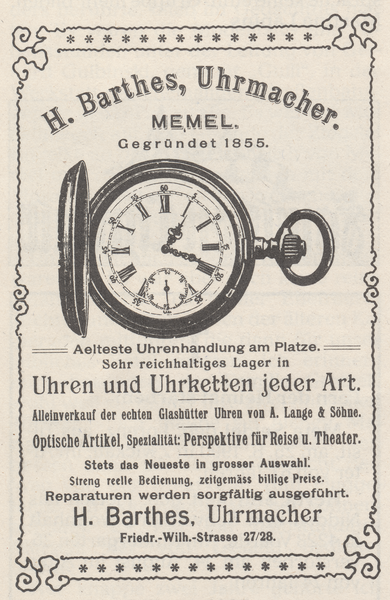 H. Barthes, Uhrmacher.
MEMEL.
Gegründet 1855.
Aelteste Uhrenhandlung am Platze.
Sehr reichhaltiges Lager in
Uhren und Uhrketten jeder Art.
Alleinverkauf der echten Glashütter Uhren von A. Lange & Söhne.
Optische Artikel, Spezialität: Perspektive für Reise u. Theater.
Stets das Neueste in grosser Auswahl.
Streng reelle Bedienung, zeitgemäss billige Preise.
Reparaturen werden sorgfältig ausgeführt.
H. Barthes, Uhrmacher
Friedr.-Wilh.-Strasse 27/28.